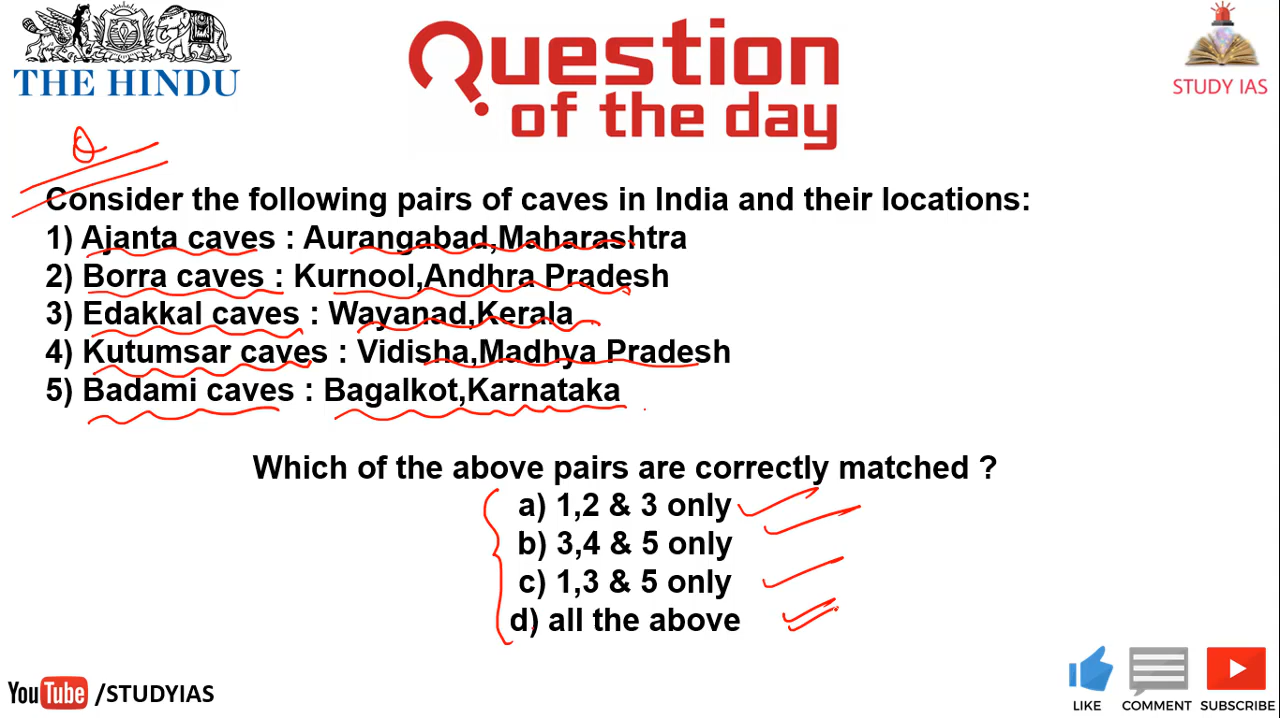 THE HINDU
Question
of the day
STUDY IAS
Q
Consider the following pairs of caves in India and their locations:
1) Ajanta caves : Aurangabad,Maharashtra
2) Borra caves : Kurnool,Andhra Pradesh
3) Edakkal caves : Wayanad,Kerala
4) Kutumsar caves : Vidisha,Madhya Pradesh
5) Badami caves : Bagalkot,Karnataka
Which of the above pairs are correctly matched ?
a) 1,2 & 3 only
b) 3,4 & 5 only
c) 1,3 & 5 only
d) all the above
YouTube /STUDYIAS
LIKE COMMENT SUBSCRIBE